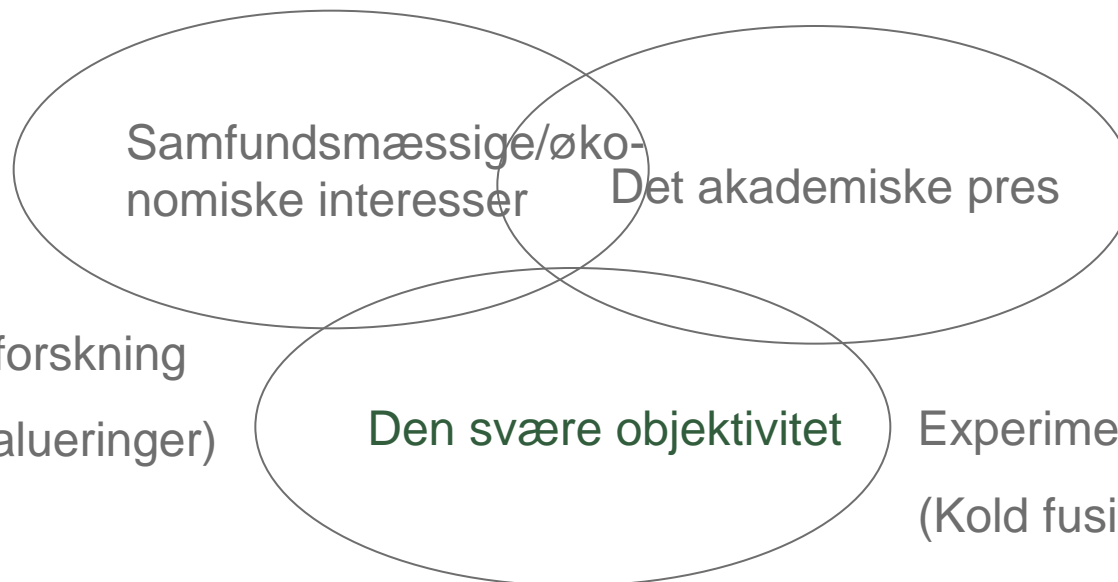 Samfundsmæssige/øko-
nomiske interesser
Det akademiske pres
forskning
alueringer)
Den svære objektivitet
Experime
(Kold fusi